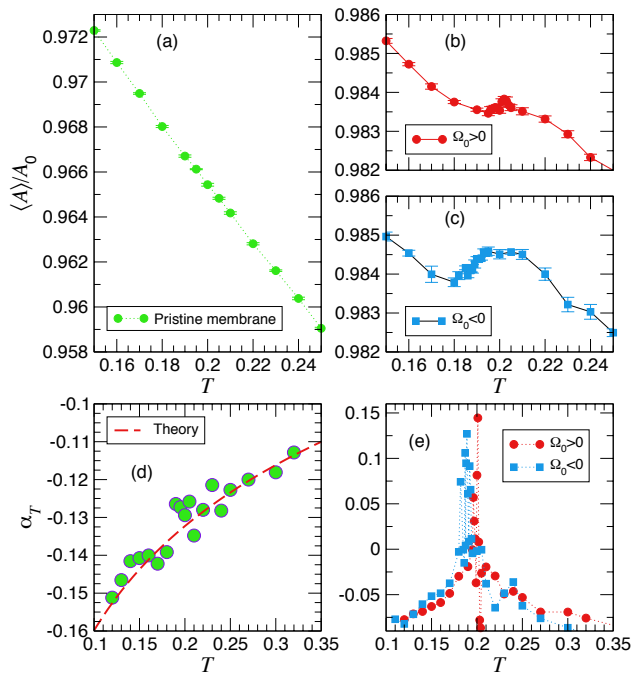 (a)
0.972
0.97
0.968
0.966
0.964
0.962
0.96
0.958
⟨A⟩/A₀
Pristine membrane
0.16 0.18 0.2 0.22 0.24
T
(b)
0.986
0.985
0.984
0.983
0.982
Ω₀>0
(c)
0.986
0.985
0.984
0.983
0.982
Ω₀<0
0.16 0.18 0.20 0.22 0.24
T
-0.1
-0.11
-0.12
-0.13
-0.14
-0.15
-0.16
α_T
Theory
(d)
0.1 0.15 0.2 0.25 0.3 0.35
T
0.15
0.10
0.05
0
-0.05
(e)
Ω₀>0
Ω₀<0
0.1 0.15 0.2 0.25 0.3 0.35
T